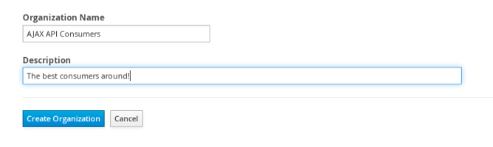 Organization Name
AJAX API Consumers
Description
The best consumers around!
Create Organization Cancel